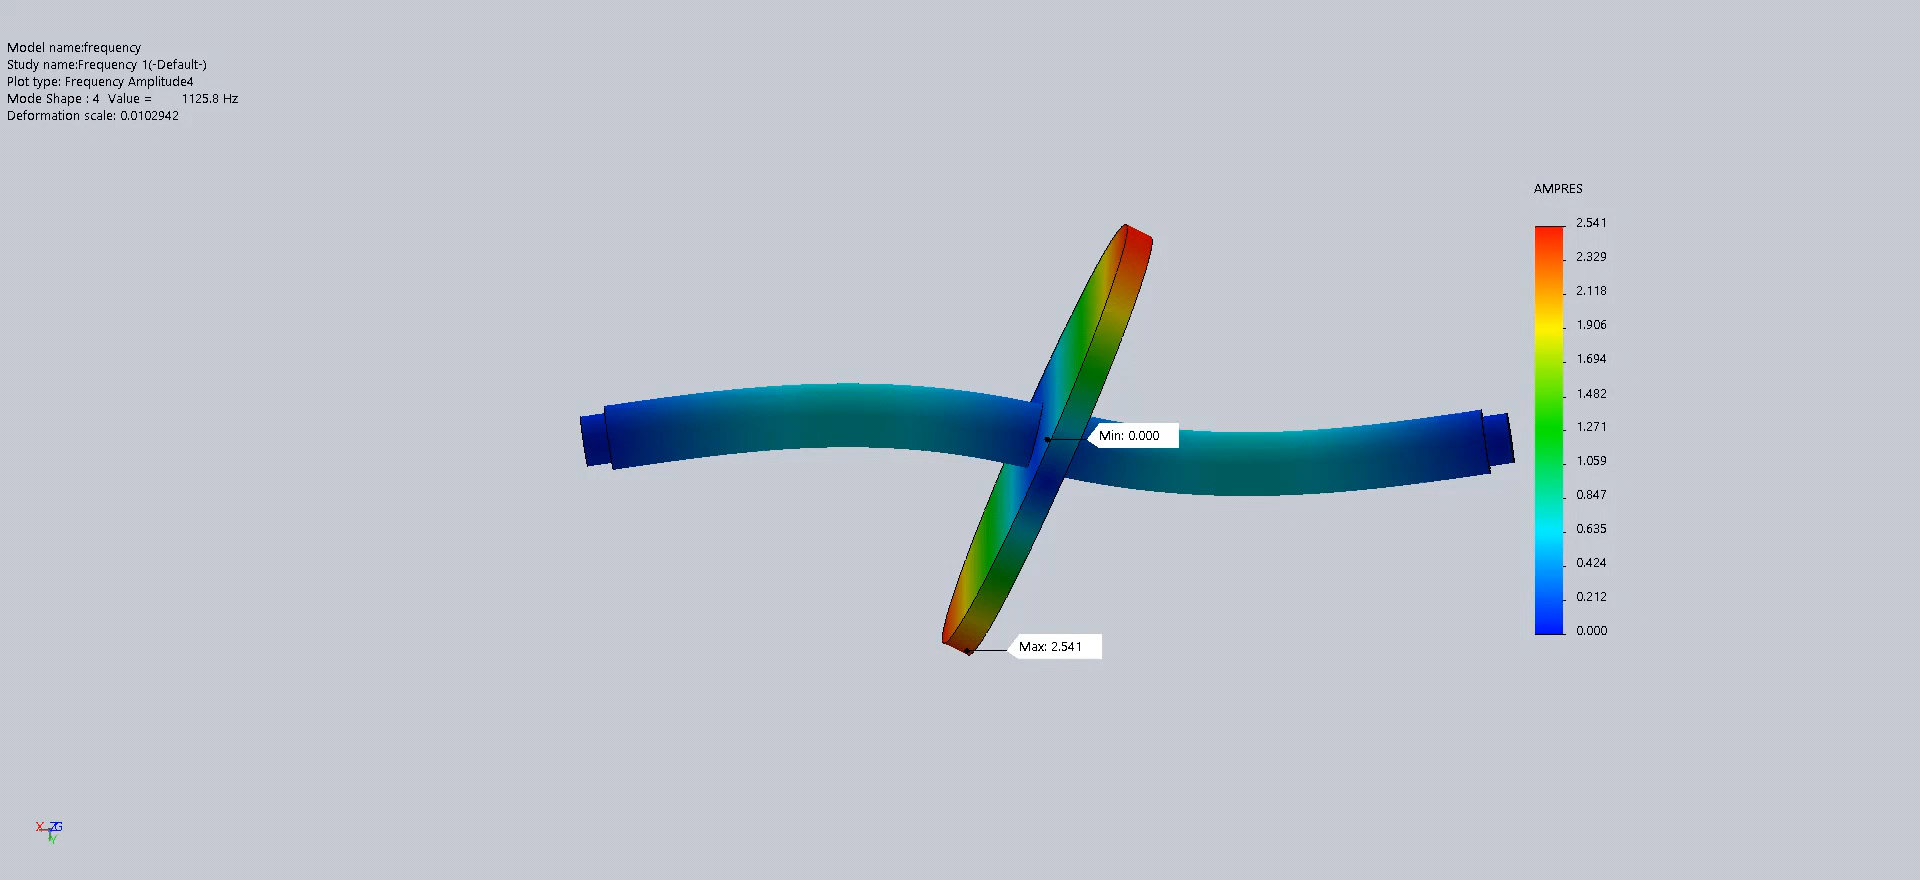 Model name:frequency
Study name:Frequency 1(-Default-)
Plot type: Frequency Amplitude4
Mode Shape : 4 Value = 1125.8 Hz
Deformation scale: 0.0102942
AMPRES
2.541
2.329
2.118
1.906
1.694
1.482
1.271
1.059
0.847
0.635
0.424
0.212
0.000
Min: 0.000
Max: 2.541
X
Y